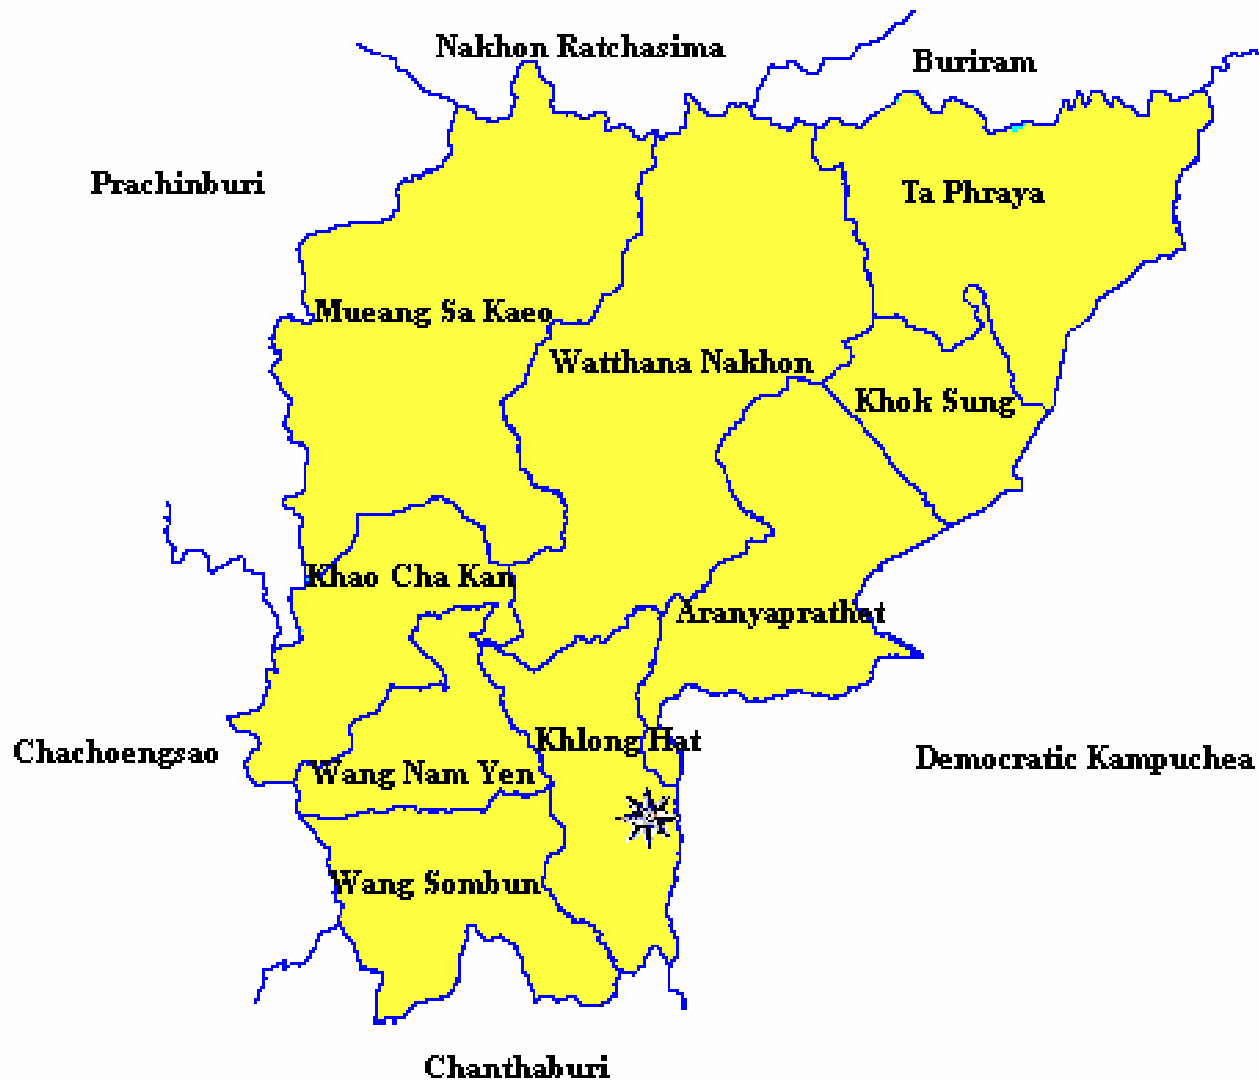 Nakhon Ratchasima
Buriram
Prachinburi
Ta Phraya
Mueang Sa Kaeo
Watthana Nakhon
Khok Sung
Khao Cha Kan
Aranyaprathet
Khlong Hat
Chachoengsao
Democratic Kampuchea
Wang Nam Yen
Wang Sombun
Chanthaburi